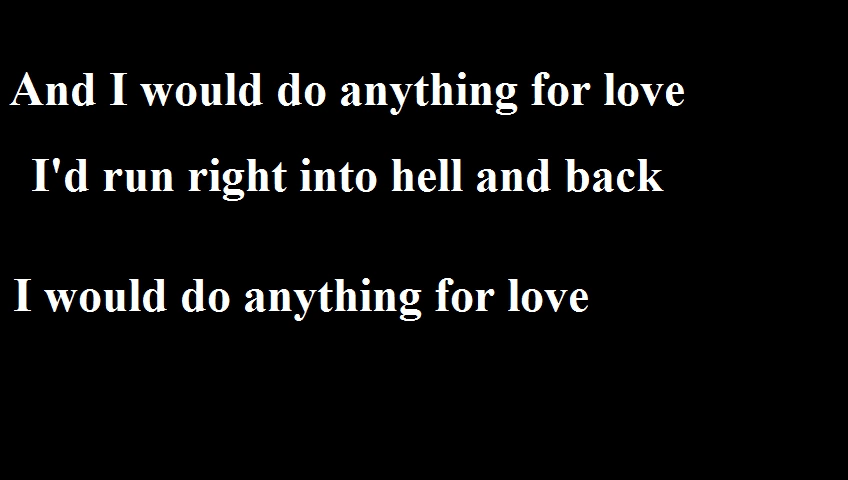 And I would do anything for love
I'd run right into hell and back
I would do anything for love